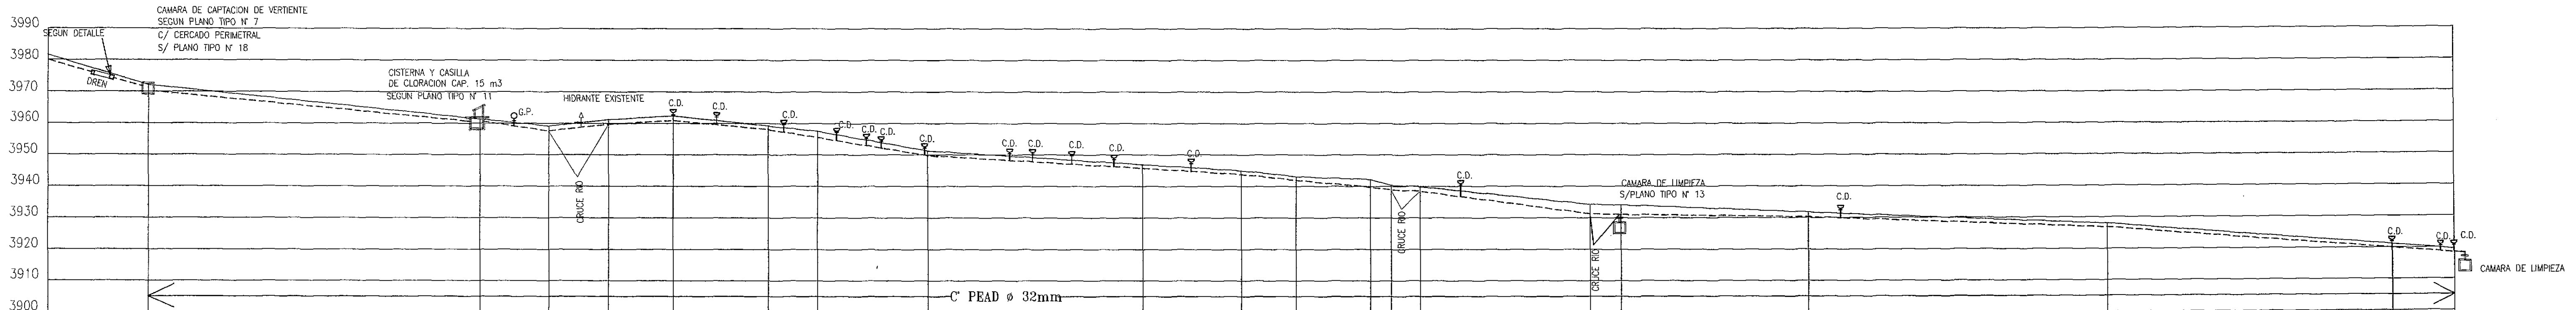 CAMARA DE CAPTACION DE VERTIENTE
SEGUN PLANO TIPO N° 7
C/ CERCADO PERIMETRAL
S/ PLANO TIPO N° 18
SEGUN DETALLE
DREN
CISTERNA Y CASILLA
DE CLORACION CAP. 15 m3
SEGUN PLANO TIPO N° 11
G.P.
HIDRANTE EXISTENTE
CRUCE RIO
C.D.
C.D.
C.D.
C.D.
C.D.
C.D.
C.D.
C.D.
C.D.
C.D.
C.D.
C.D.
CRUCE RIO
C.D.
CRUCE RIO
CAMARA DE LIMPIEZA
S/PLANO TIPO N° 13
C.D.
C.D.
C.D.
C.D.
CAMARA DE LIMPIEZA
3990
3980
3970
3960
3950
3940
3930
3920
3910
3900
C° PEAD ø 32mm